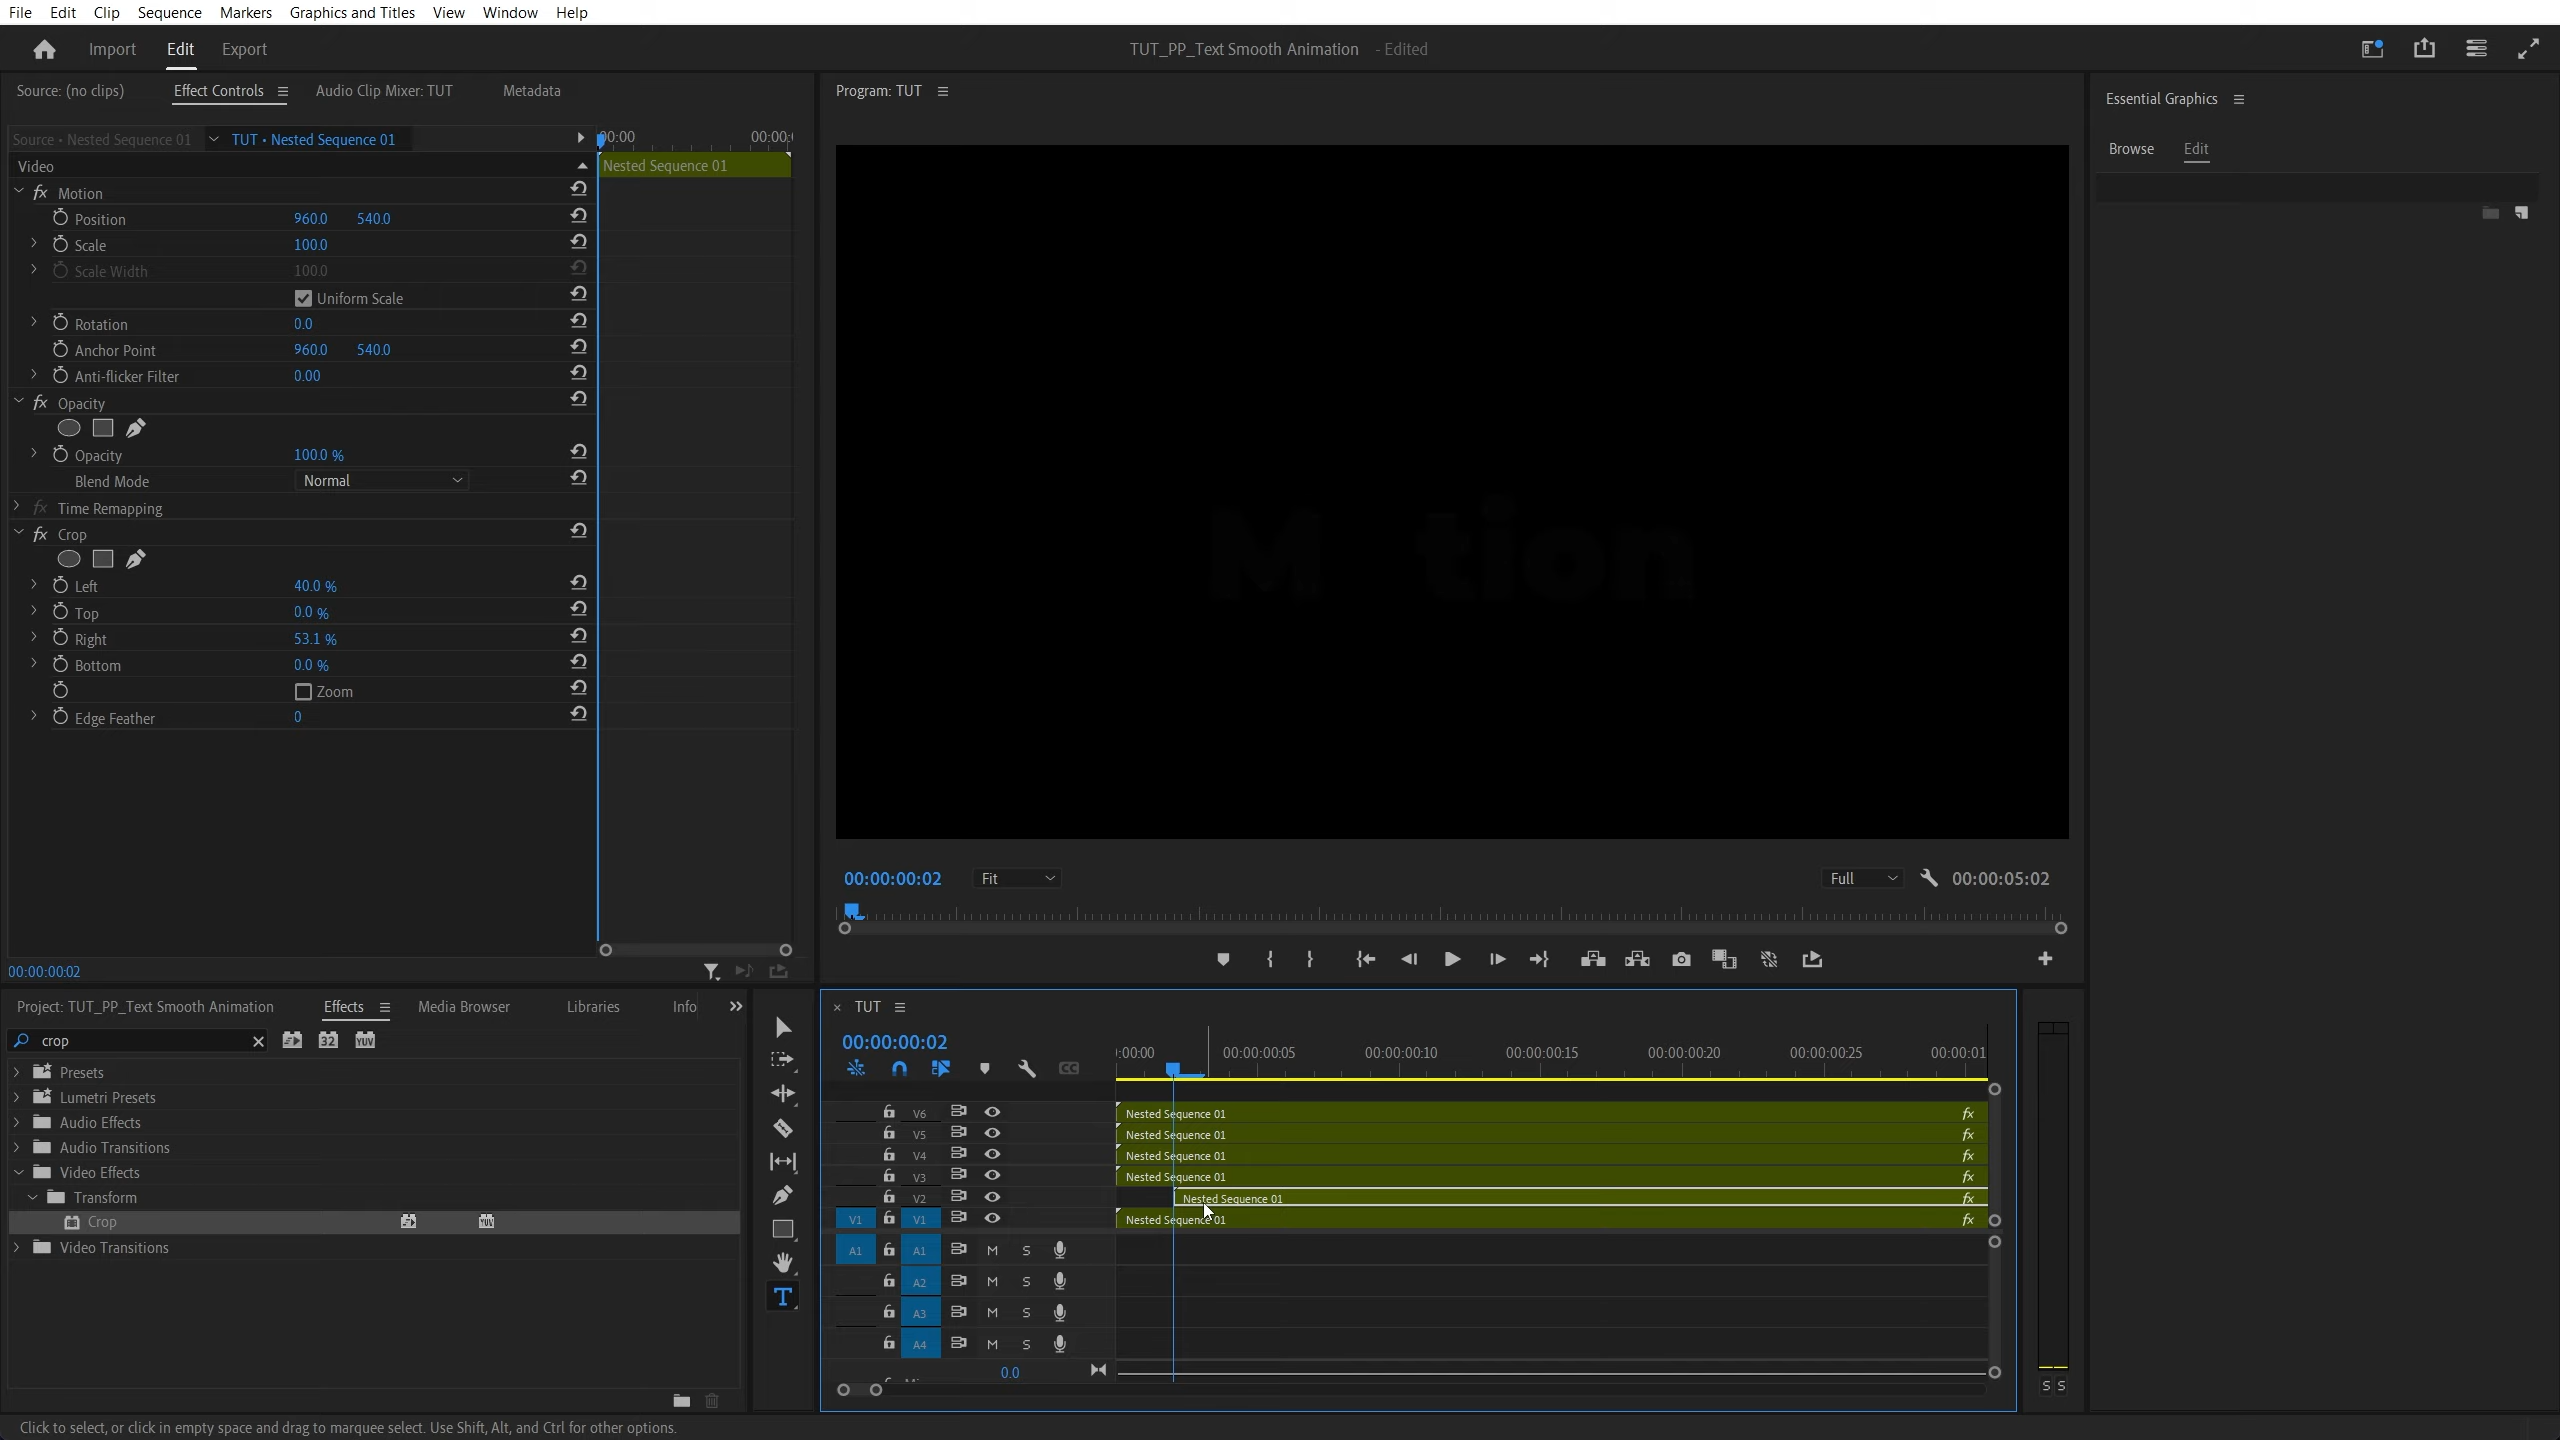 File Edit Clip Sequence Markers Graphics and Titles View Window Help
Import Edit Export
TUT_PP_Text Smooth Animation - Edited
Source: (no clips) Effect Controls Audio Clip Mixer: TUT Metadata
Source • Nested Sequence 01 TUT • Nested Sequence 01
00:00 00:00:
Video
Nested Sequence 01
fx Motion
Position 960.0 540.0
Scale 100.0
Scale Width 100.0
Uniform Scale
Rotation 0.0
Anchor Point 960.0 540.0
Anti-flicker Filter 0.00
fx Opacity
Opacity 100.0 %
Blend Mode Normal
fx Time Remapping
fx Crop
Left 40.0 %
Top 0.0 %
Right 53.1 %
Bottom 0.0 %
Zoom
Edge Feather 0
00:00:00:02
Program: TUT
M tion
00:00:00:02 Fit Full 00:00:05:02
Essential Graphics
Browse Edit
Project: TUT_PP_Text Smooth Animation Effects Media Browser Libraries Info
crop 32 YUV
Presets
Lumetri Presets
Audio Effects
Audio Transitions
Video Effects
Transform
Crop YUV
Video Transitions
T
× TUT
00:00:00:02
CC
:00:00 00:00:00:05 00:00:00:10 00:00:00:15 00:00:00:20 00:00:00:25 00:00:01
V6 Nested Sequence 01 fx
V5 Nested Sequence 01 fx
V4 Nested Sequence 01 fx
V3 Nested Sequence 01 fx
V2 Nested Sequence 01 fx
V1 V1 Nested Sequence 01 fx
A1 A1 M S
A2 M S
A3 M S
A4 M S
0.0
S S
Click to select, or click in empty space and drag to marquee select. Use Shift, Alt, and Ctrl for other options.